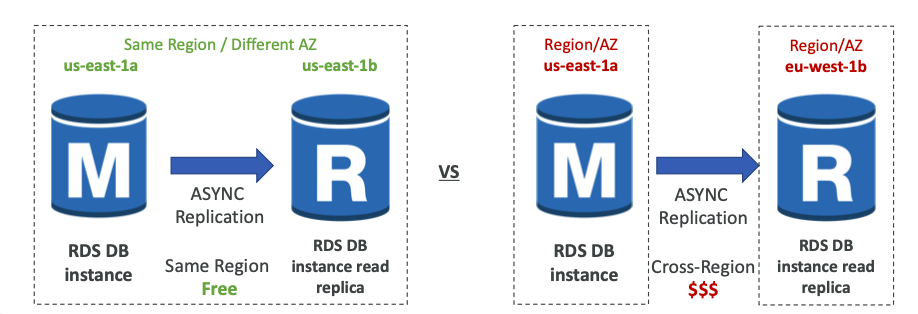 Same Region / Different AZ
us-east-1a
us-east-1b
M
R
ASYNC
Replication
RDS DB
instance
RDS DB
instance read
replica
Same Region
Free
VS
Region/AZ
us-east-1a
Region/AZ
eu-west-1b
M
R
ASYNC
Replication
RDS DB
instance
RDS DB
instance read
replica
Cross-Region
$$$